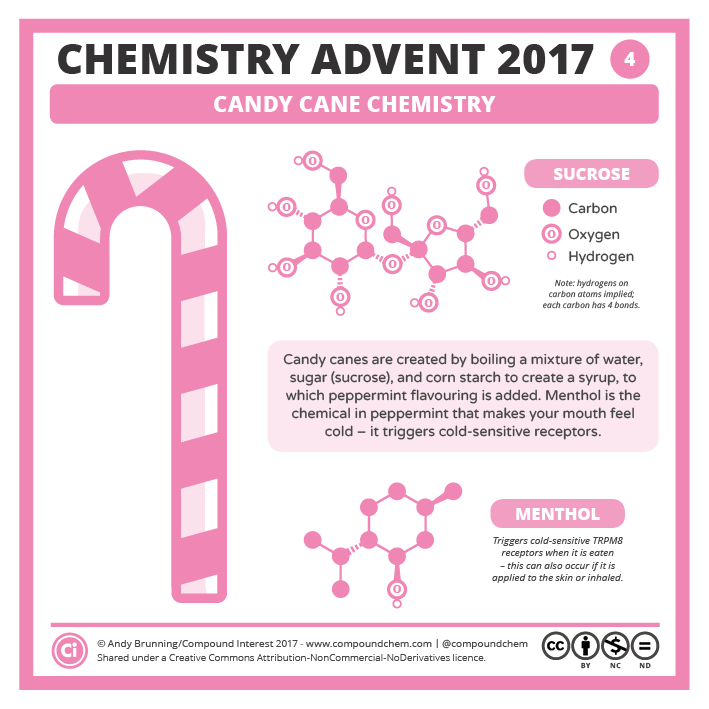 CHEMISTRY ADVENT 2017 4
CANDY CANE CHEMISTRY
SUCROSE
Carbon
O Oxygen
Hydrogen
Note: hydrogens on
carbon atoms implied;
each carbon has 4 bonds.
O
O
O
O
O
O
O
O
O
O
O
Candy canes are created by boiling a mixture of water,
sugar (sucrose), and corn starch to create a syrup, to
which peppermint flavouring is added. Menthol is the
chemical in peppermint that makes your mouth feel
cold – it triggers cold-sensitive receptors.
MENTHOL
Triggers cold-sensitive TRPM8
receptors when it is eaten
– this can also occur if it is
applied to the skin or inhaled.
O
Ci
© Andy Brunning/Compound Interest 2017 - www.compoundchem.com | @compoundchem
Shared under a Creative Commons Attribution-NonCommercial-NoDerivatives licence.
cc
BY NC ND